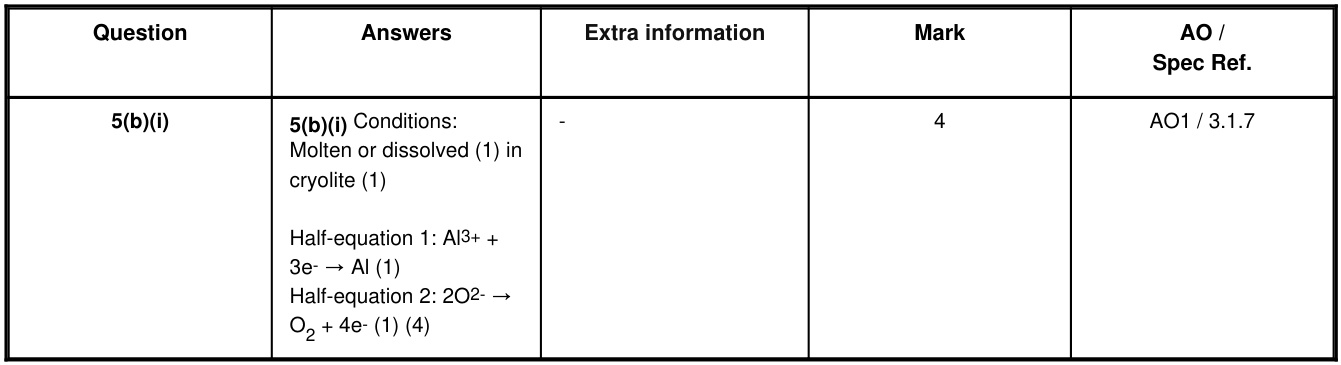 Question Answers Extra information Mark AO /
Spec Ref.
5(b)(i) 5(b)(i) Conditions: - 4 AO1 / 3.1.7
Molten or dissolved (1) in
cryolite (1)
Half-equation 1: Al3+ +
3e- → Al (1)
Half-equation 2: 2O2- →
O2 + 4e- (1) (4)